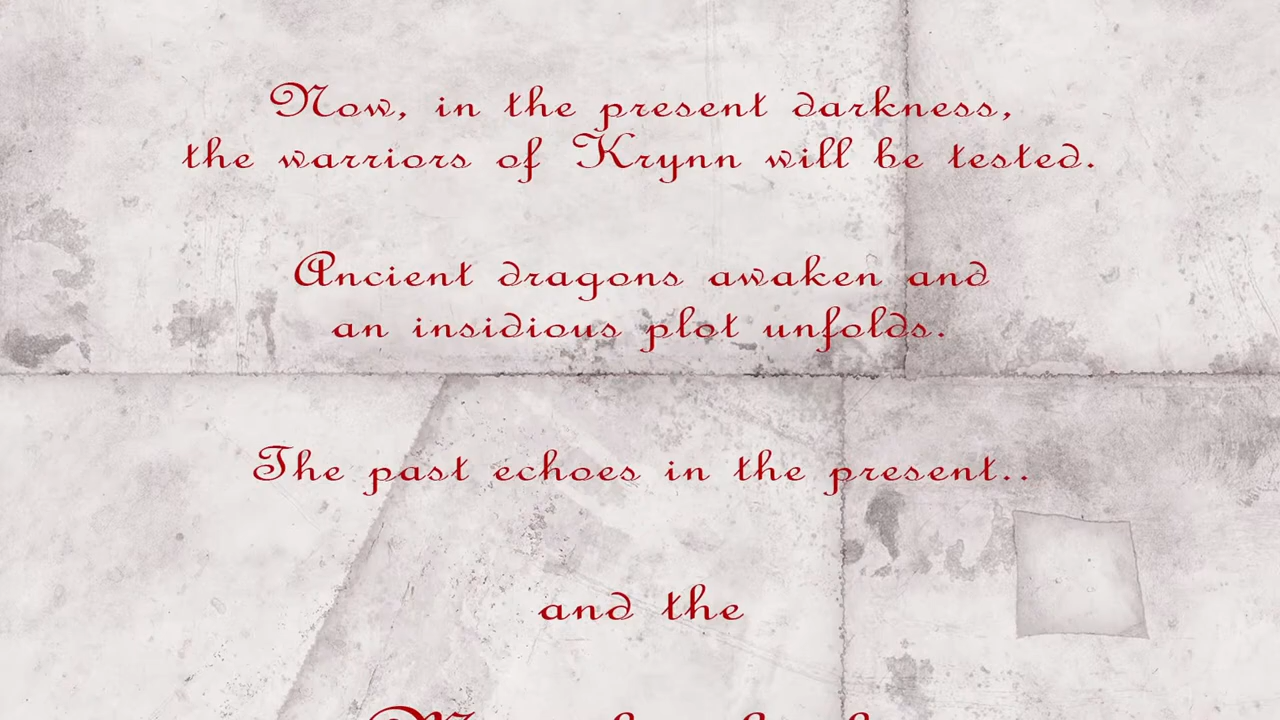 Now, in the present darkness,
the warriors of Krynn will be tested.
Ancient dragons awaken and
an insidious plot unfolds.
The past echoes in the present..
and the